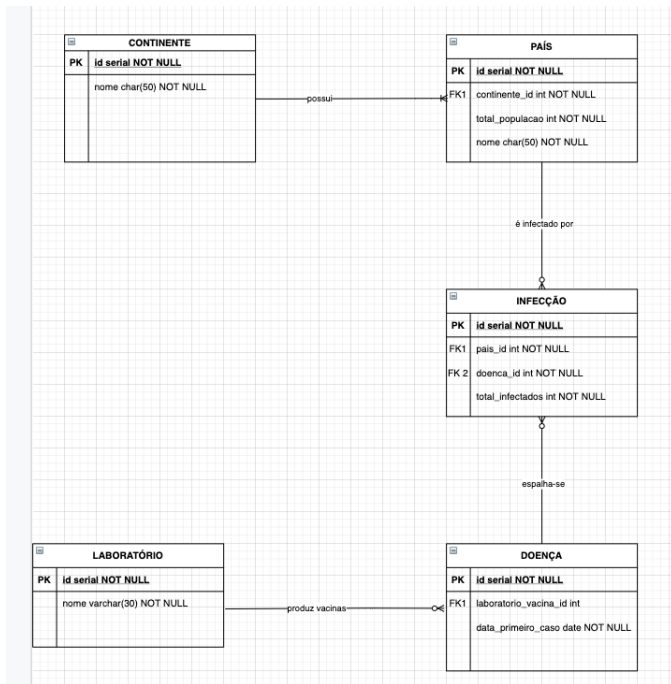 CONTINENTE
PK id serial NOT NULL
nome char(50) NOT NULL
possui
PAÍS
PK id serial NOT NULL
FK1 continente_id int NOT NULL
total_populacao int NOT NULL
nome char(50) NOT NULL
é infectado por
INFECÇÃO
PK id serial NOT NULL
FK1 pais_id int NOT NULL
FK 2 doenca_id int NOT NULL
total_infectados int NOT NULL
espalha-se
LABORATÓRIO
PK id serial NOT NULL
nome varchar(30) NOT NULL
produz vacinas
DOENÇA
PK id serial NOT NULL
FK1 laboratorio_vacina_id int
data_primeiro_caso date NOT NULL